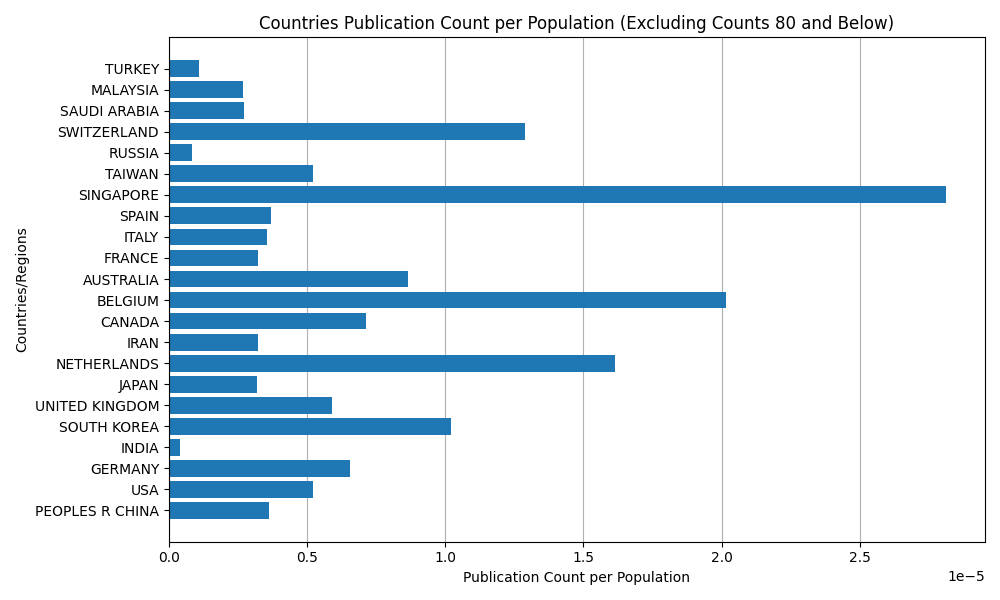 Countries Publication Count per Population (Excluding Counts 80 and Below)
TURKEY
MALAYSIA
SAUDI ARABIA
SWITZERLAND
RUSSIA
TAIWAN
SINGAPORE
SPAIN
ITALY
FRANCE
AUSTRALIA
BELGIUM
CANADA
IRAN
NETHERLANDS
JAPAN
UNITED KINGDOM
SOUTH KOREA
INDIA
GERMANY
USA
PEOPLES R CHINA
Countries/Regions
0.0 0.5 1.0 1.5 2.0 2.5
1e−5
Publication Count per Population